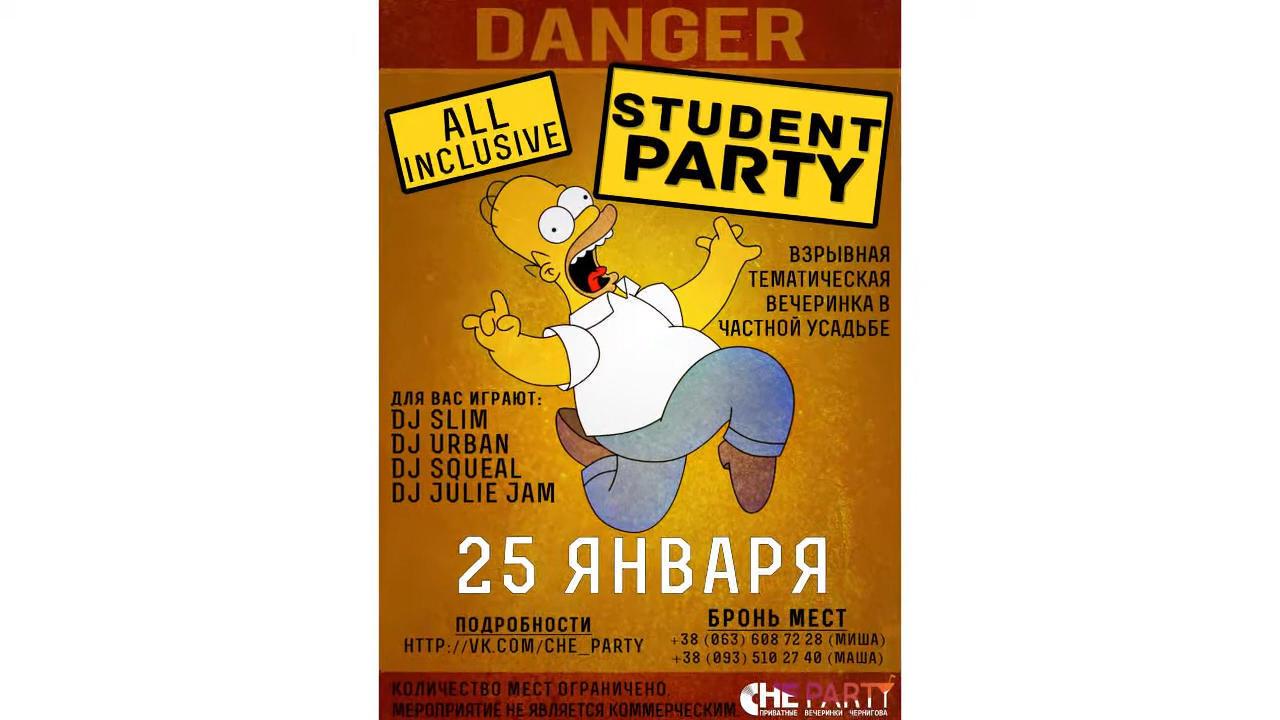 DANGER
ALL
INCLUSIVE
STUDENT
PARTY
ВЗРЫВНАЯ
ТЕМАТИЧЕСКАЯ
ВЕЧЕРИНКА В
ЧАСТНОЙ УСАДЬБЕ
ДЛЯ ВАС ИГРАЮТ:
DJ SLIM
DJ URBAN
DJ SQUEAL
DJ JULIE JAM
25 ЯНВАРЯ
ПОДРОБНОСТИ
HTTP://VK.COM/CHE_PARTY
БРОНЬ МЕСТ
+38 (063) 608 72 28 (МИША)
+38 (093) 510 27 40 (МАША)
КОЛИЧЕСТВО МЕСТ ОГРАНИЧЕНО.
МЕРОПРИЯТИЕ НЕ ЯВЛЯЕТСЯ КОММЕРЧЕСКИМ.
CHE PARTY
ПРИВАТНЫЕ ВЕЧЕРИНКИ ЧЕРНИГОВА